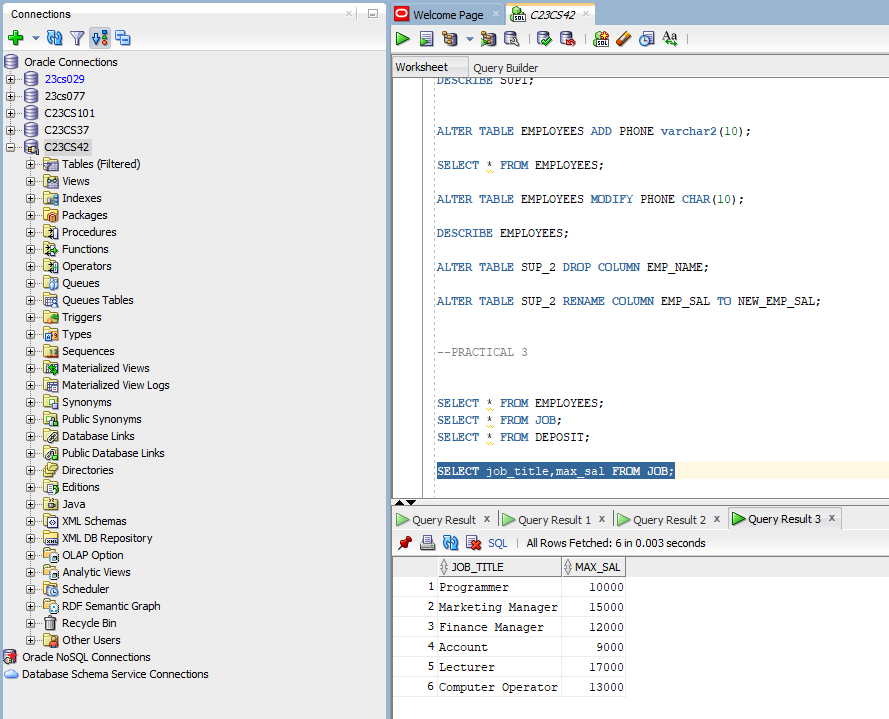 Connections
Oracle Connections
23cs029
23cs077
C23CS101
C23CS37
C23CS42
Tables (Filtered)
Views
Indexes
Packages
Procedures
Functions
Operators
Queues
Queues Tables
Triggers
Types
Sequences
Materialized Views
Materialized View Logs
Synonyms
Public Synonyms
Database Links
Public Database Links
Directories
Editions
Java
XML Schemas
XML DB Repository
OLAP Option
Analytic Views
Scheduler
RDF Semantic Graph
Recycle Bin
Other Users
Oracle NoSQL Connections
Database Schema Service Connections
Welcome Page C23CS42
Worksheet Query Builder
DESCRIBE SUP1;
ALTER TABLE EMPLOYEES ADD PHONE varchar2(10);
SELECT * FROM EMPLOYEES;
ALTER TABLE EMPLOYEES MODIFY PHONE CHAR(10);
DESCRIBE EMPLOYEES;
ALTER TABLE SUP_2 DROP COLUMN EMP_NAME;
ALTER TABLE SUP_2 RENAME COLUMN EMP_SAL TO NEW_EMP_SAL;
--PRACTICAL 3
SELECT * FROM EMPLOYEES;
SELECT * FROM JOB;
SELECT * FROM DEPOSIT;
SELECT job_title,max_sal FROM JOB;
Query Result x Query Result 1 x Query Result 2 x Query Result 3 x
SQL | All Rows Fetched: 6 in 0.003 seconds
JOB_TITLE MAX_SAL
1 Programmer 10000
2 Marketing Manager 15000
3 Finance Manager 12000
4 Account 9000
5 Lecturer 17000
6 Computer Operator 13000